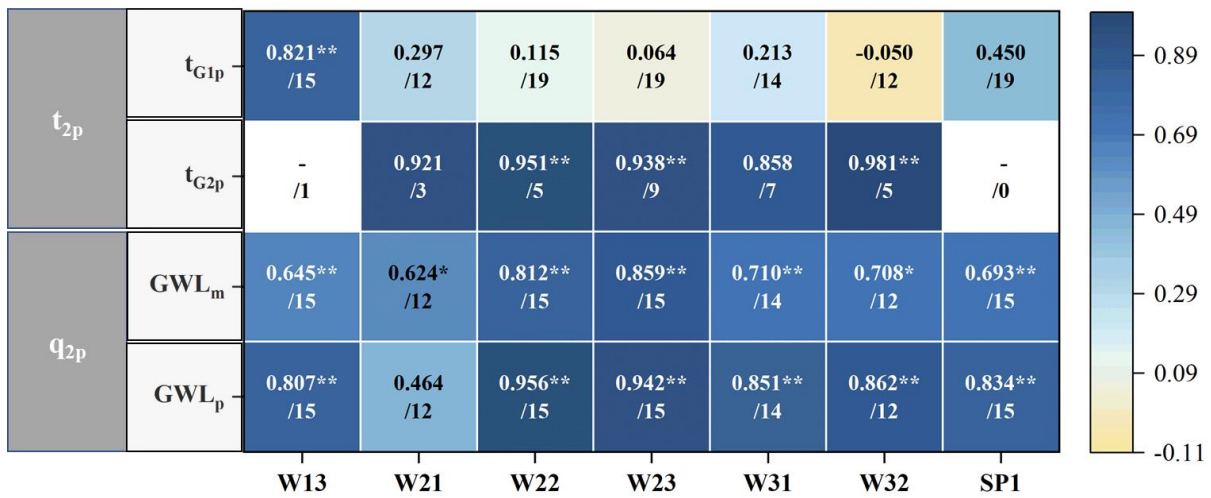 t2p
tG1p
0.821** 0.297 0.115 0.064 0.213 -0.050 0.450
/15 /12 /19 /19 /14 /12 /19
tG2p
- 0.921 0.951** 0.938** 0.858 0.981** -
/1 /3 /5 /9 /7 /5 /0
q2p
GWLm
0.645** 0.624* 0.812** 0.859** 0.710** 0.708* 0.693**
/15 /12 /15 /15 /14 /12 /15
GWLp
0.807** 0.464 0.956** 0.942** 0.851** 0.862** 0.834**
/15 /12 /15 /15 /14 /12 /15
W13 W21 W22 W23 W31 W32 SP1
0.89
0.69
0.49
0.29
0.09
-0.11